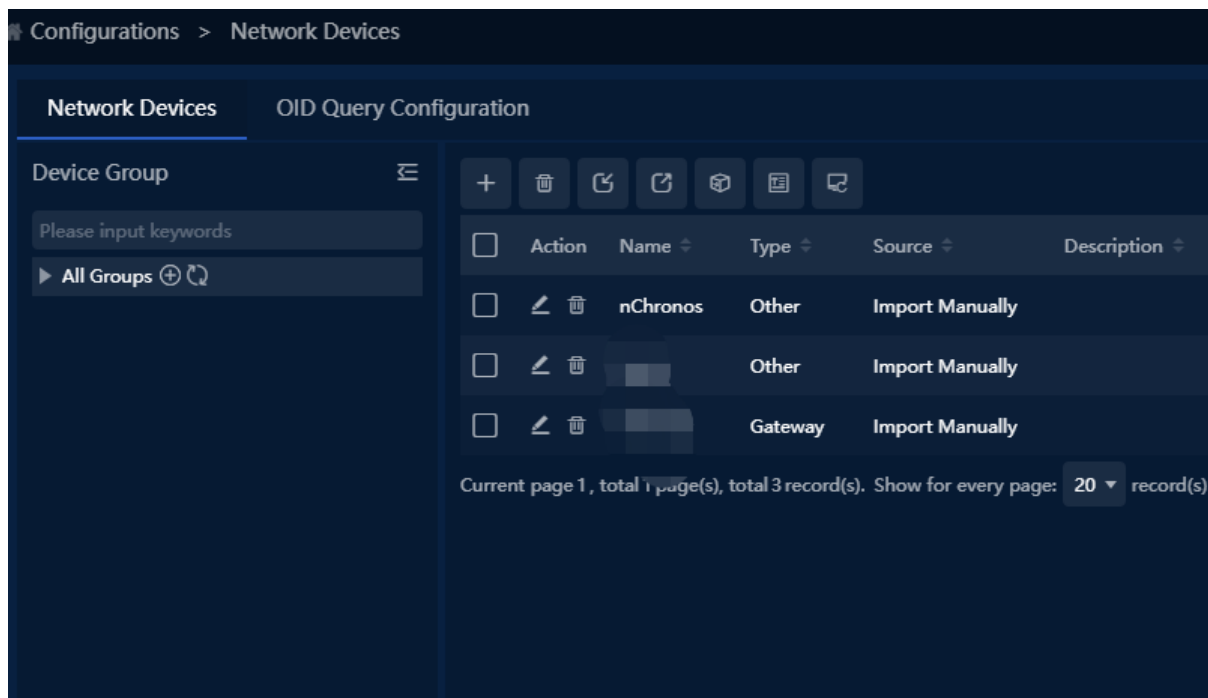 Configurations > Network Devices
Network Devices OID Query Configuration
Device Group
Please input keywords
All Groups
Action Name Type Source Description
nChronos Other Import Manually
Other Import Manually
Gateway Import Manually
Current page 1, total 1 page(s), total 3 record(s). Show for every page: 20 record(s)